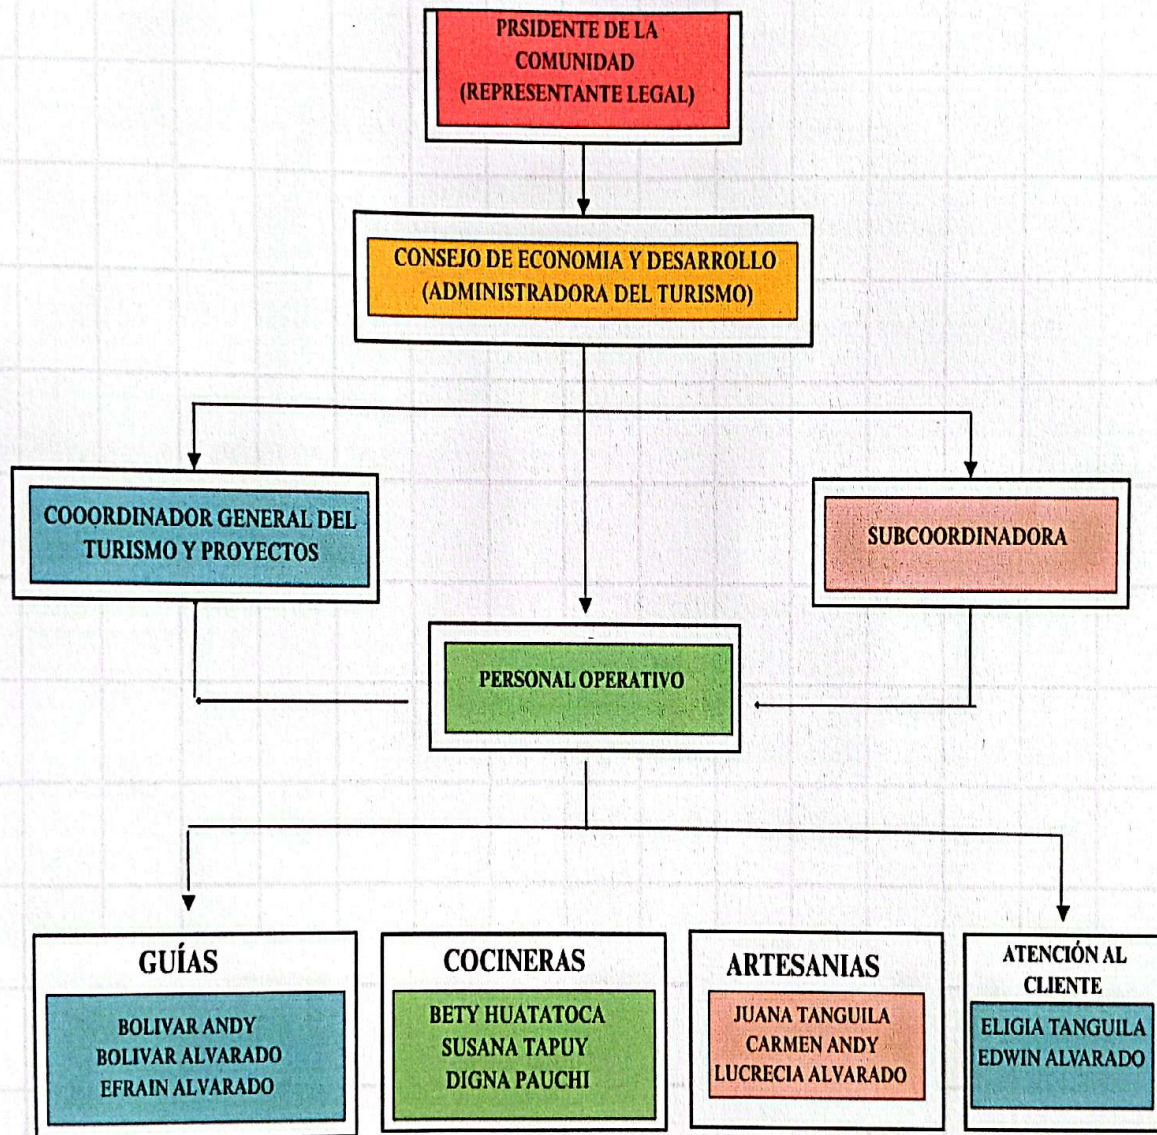 PRSIDENTE DE LA
COMUNIDAD
(REPRESENTANTE LEGAL)
CONSEJO DE ECONOMIA Y DESARROLLO
(ADMINISTRADORA DEL TURISMO)
COOORDINADOR GENERAL DEL
TURISMO Y PROYECTOS
SUBCOORDINADORA
PERSONAL OPERATIVO
GUÍAS
BOLIVAR ANDY
BOLIVAR ALVARADO
EFRAIN ALVARADO
COCINERAS
BETY HUATATOCA
SUSANA TAPUY
DIGNA PAUCHI
ARTESANIAS
JUANA TANGUILA
CARMEN ANDY
LUCRECIA ALVARADO
ATENCIÓN AL
CLIENTE
ELIGIA TANGUILA
EDWIN ALVARADO